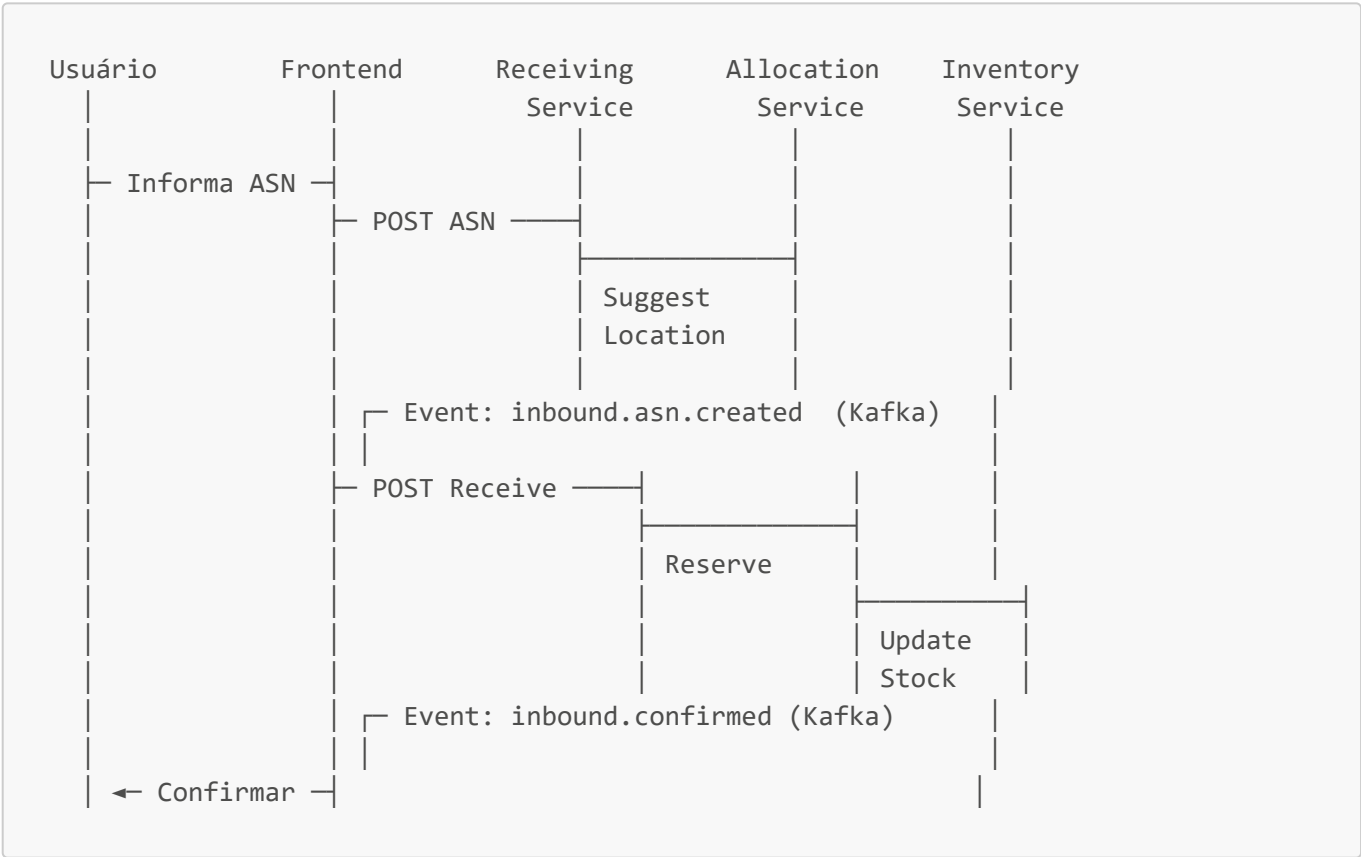 Usuário Frontend Receiving Allocation Inventory
Service Service Service
Informa ASN
POST ASN
Suggest
Location
Event: inbound.asn.created (Kafka)
POST Receive
Reserve
Update
Stock
Event: inbound.confirmed (Kafka)
Confirmar